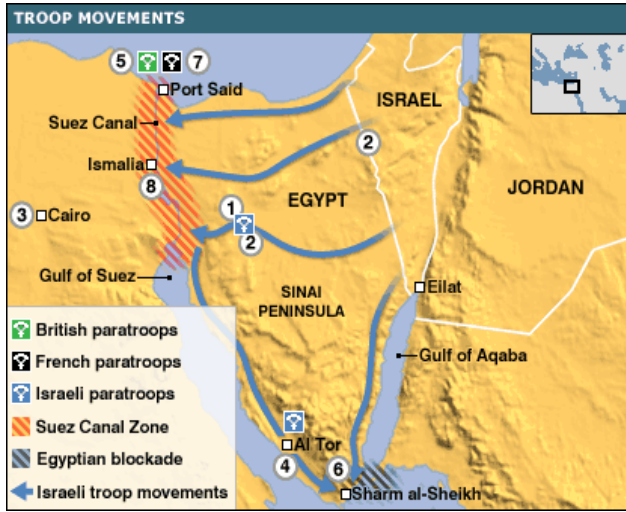 TROOP MOVEMENTS
5
7
Port Said
ISRAEL
Suez Canal
2
Ismalia
8
EGYPT
JORDAN
1
3
Cairo
2
Gulf of Suez
Eilat
SINAI
PENINSULA
British paratroops
French paratroops
Gulf of Aqaba
Israeli paratroops
Suez Canal Zone
Al Tor
Egyptian blockade
4
6
Israeli troop movements
Sharm al-Sheikh